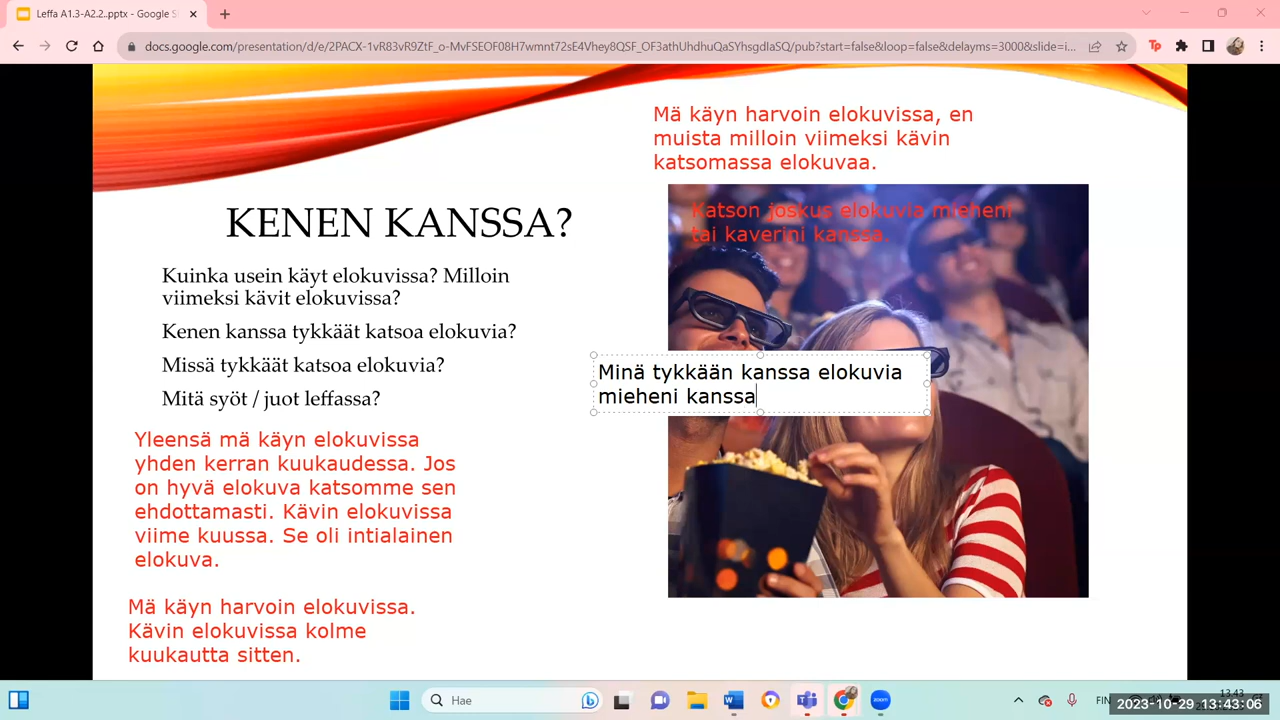 Leffa A1.3-A2.2..pptx - Google S
docs.google.com/presentation/d/e/2PACX-1vR83vR9ZtF_o-MvFSEOF08H7wmnt72sE4Vhey8QSF_OF3athUhdhuQaSYhsgdIaSQ/pub?start=false&loop=false&delayms=3000&slide=i...
Mä käyn harvoin elokuvissa, en
muista milloin viimeksi kävin
katsomassa elokuvaa.
Katson joskus elokuvia mieheni
tai kaverini kanssa.
KENEN KANSSA?
Kuinka usein käyt elokuvissa? Milloin
viimeksi kävit elokuvissa?
Kenen kanssa tykkäät katsoa elokuvia?
Missä tykkäät katsoa elokuvia?
Mitä syöt / juot leffassa?
Minä tykkään kanssa elokuvia
mieheni kanssa
Yleensä mä käyn elokuvissa
yhden kerran kuukaudessa. Jos
on hyvä elokuva katsomme sen
ehdottamasti. Kävin elokuvissa
viime kuussa. Se oli intialainen
elokuva.
Mä käyn harvoin elokuvissa.
Kävin elokuvissa kolme
kuukautta sitten.
Hae
zoom
FIN
13.43
2023-10-29 13:43:06